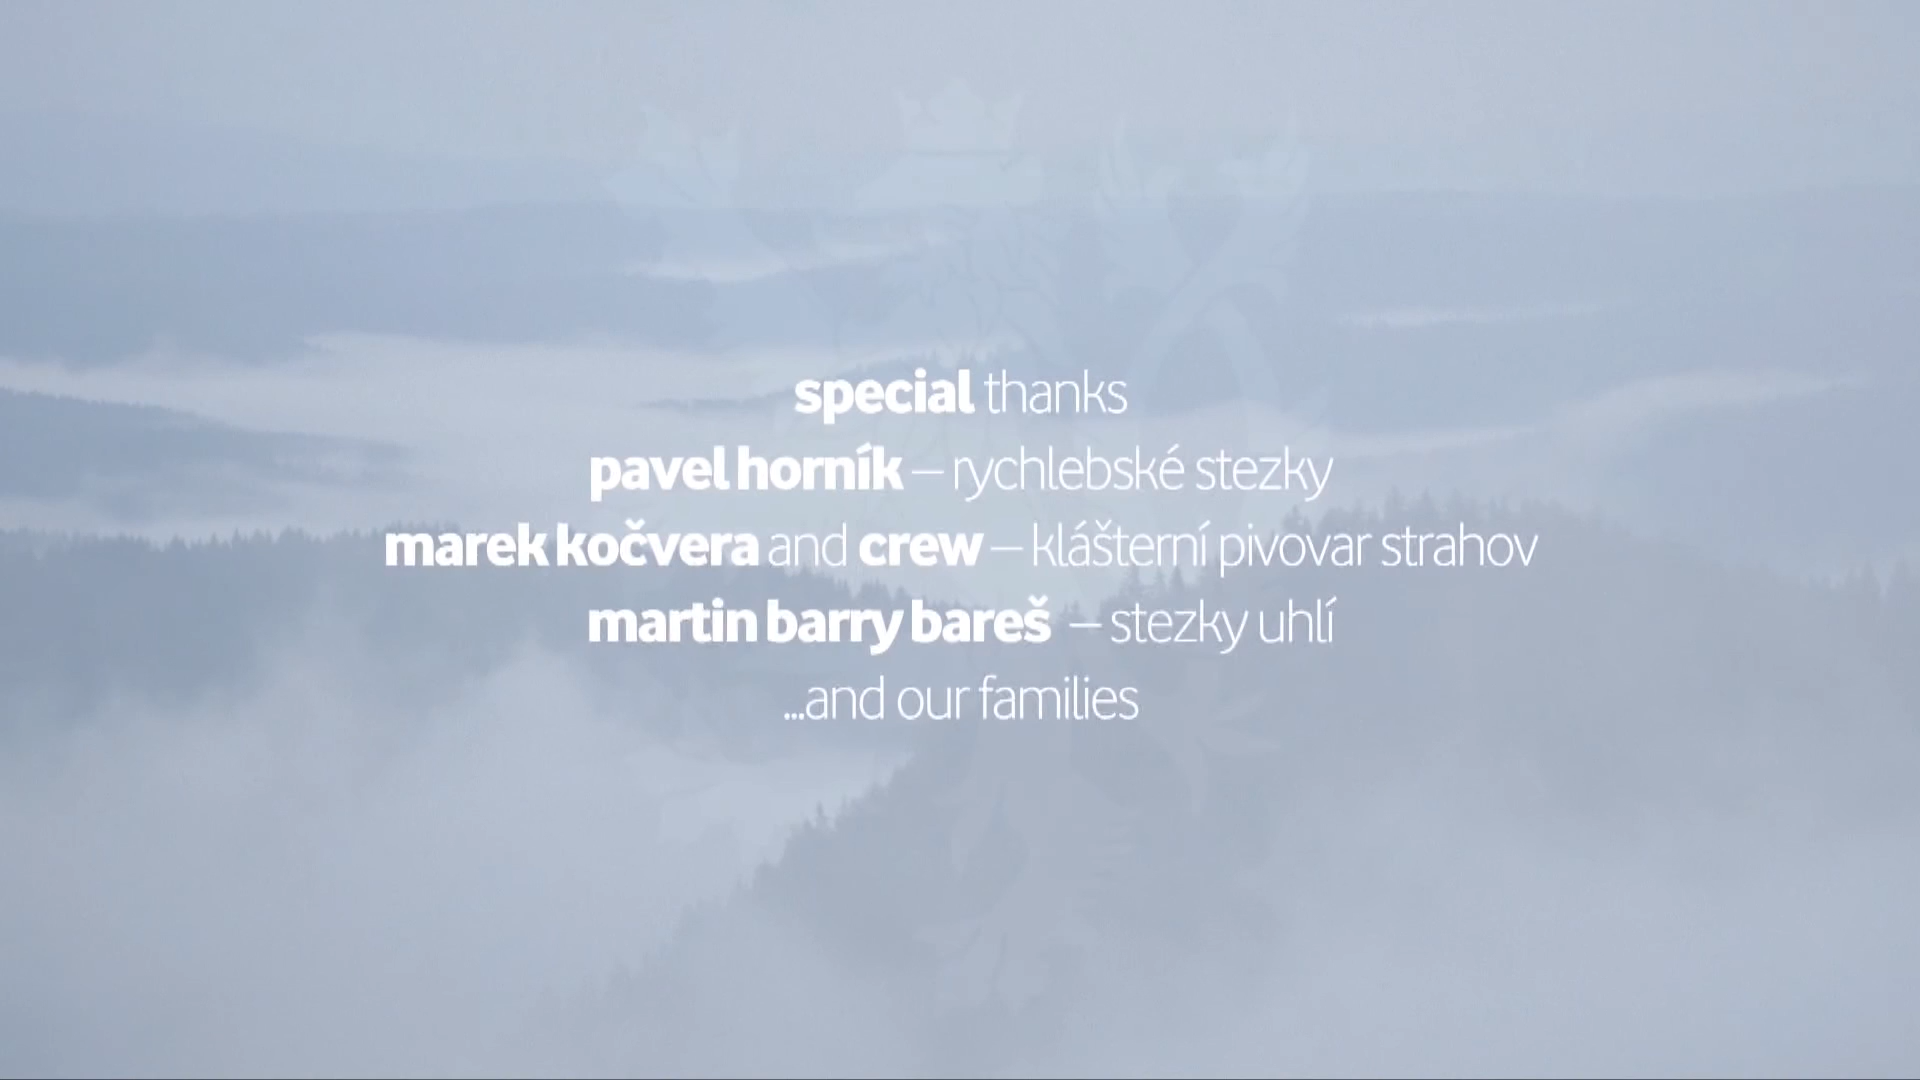 special thanks
pavel horník – rychlebské stezky
marek kočvera and crew – klášterní pivovar strahov
martin barry bareš – stezky uhlí
...and our families